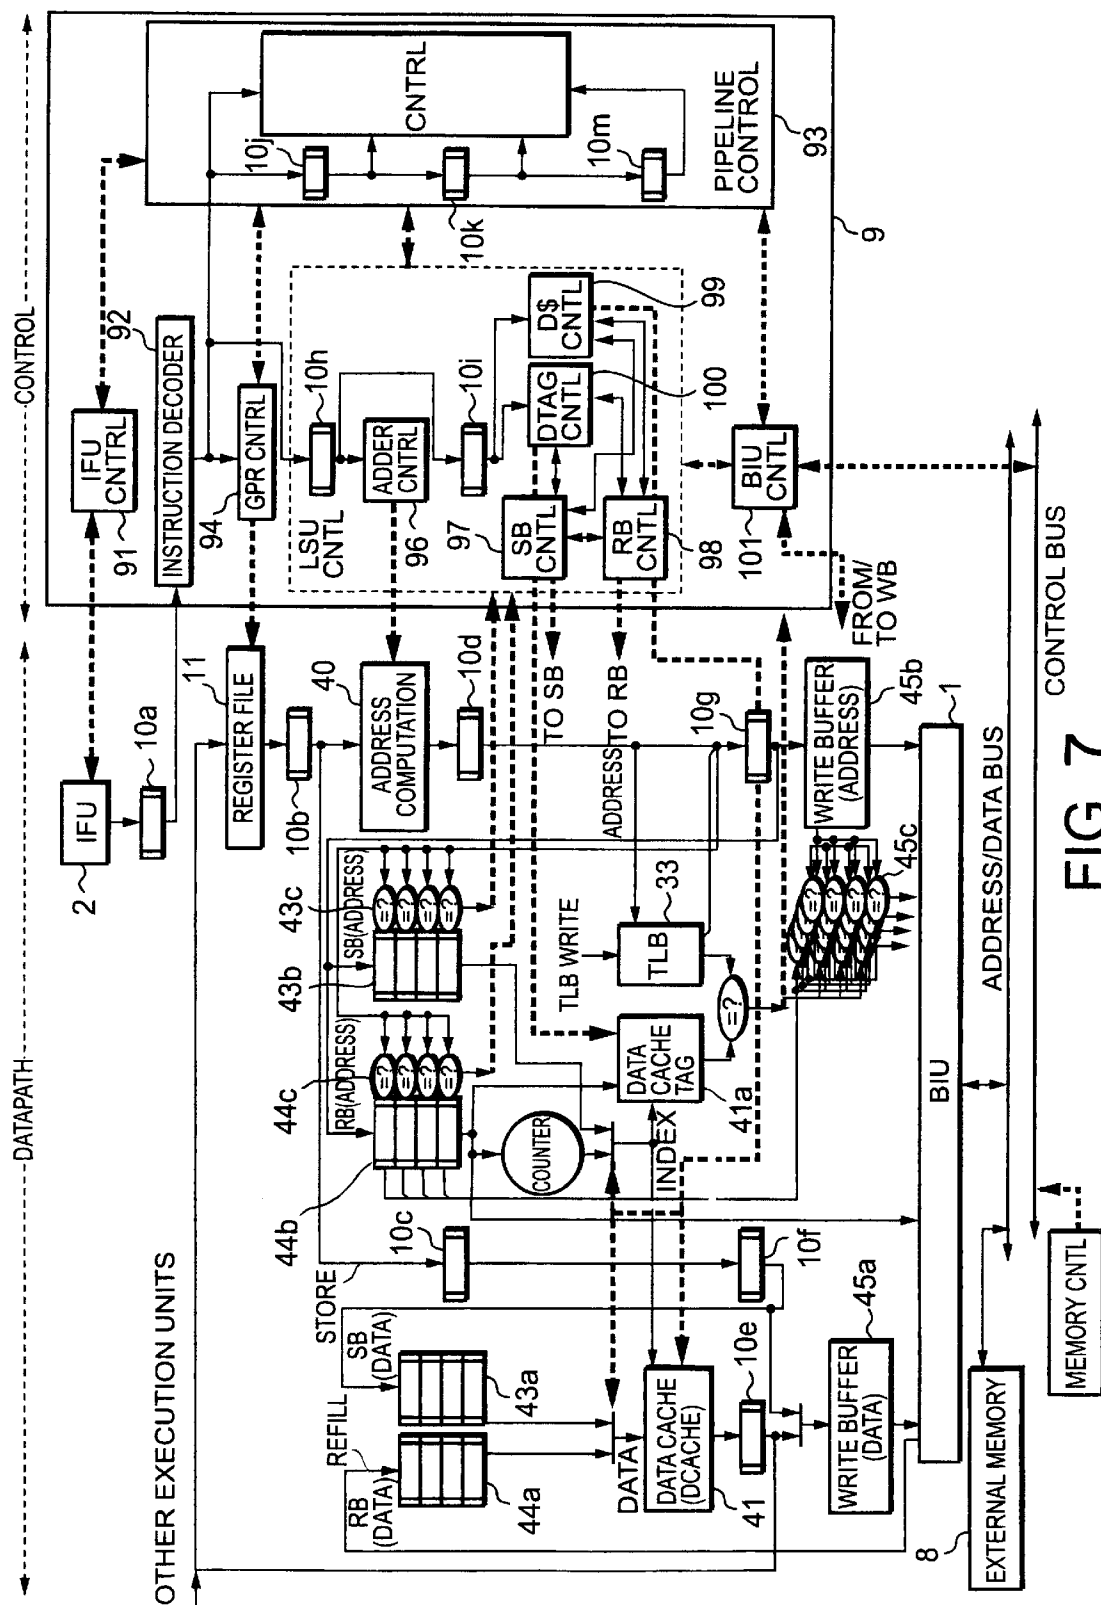 DATAPATH
CONTROL
OTHER EXECUTION UNITS
2
IFU
10a
IFU
CNTRL
91
92
INSTRUCTION DECODER
94
GPR CNTRL
11
REGISTER FILE
10b
40
ADDRESS
COMPUTATION
10d
10j
10k
10m
CNTRL
PIPELINE
CONTROL
93
9
LSU
CNTL
10h
ADDER
CNTRL
96
10i
D$
CNTL
99
DTAG
CNTL
100
97
SB
CNTL
RB
CNTL
98
BIU
CNTL
101
TO SB
TO RB
FROM/
TO WB
STORE
SB
(DATA)
REFILL
RB
(DATA)
43a
44a
10c
10f
44b
44c
RB(ADDRESS)
=?
=?
=?
=?
43b
43c
SB(ADDRESS)
=?
=?
=?
=?
COUNTER
INDEX
DATA
CACHE
TAG
41a
TLB WRITE
TLB
33
=?
ADDRESS
10g
DATA
DATA CACHE
(DCACHE)
41
10e
WRITE BUFFER
(DATA)
45a
WRITE BUFFER
(ADDRESS)
45b
=?
=?
=?
=?
45c
BIU
1
8
EXTERNAL MEMORY
MEMORY CNTL
ADDRESS/DATA BUS
CONTROL BUS
FIG 7